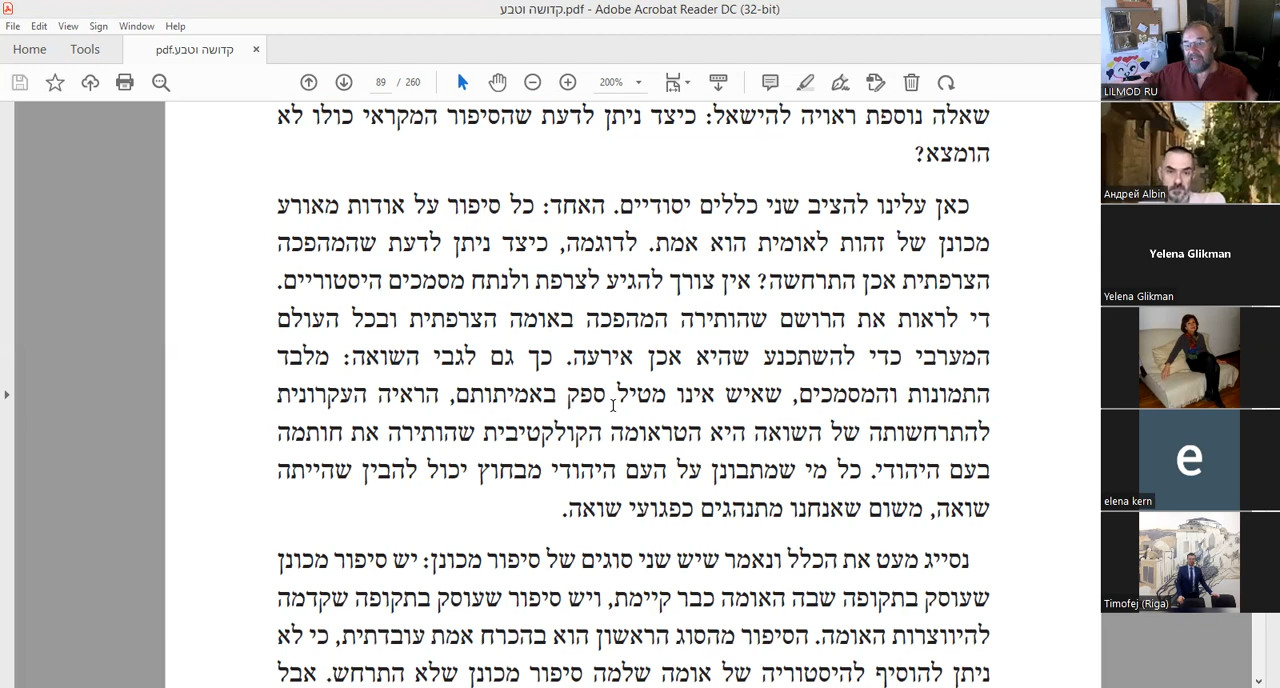 קדושה וטבע.pdf - Adobe Acrobat Reader DC (32-bit)
File Edit View Sign Window Help
Home Tools קדושה וטבע.pdf ×
89 / 260 200%
שאלה נוספת ראויה להישאל: כיצד ניתן לדעת שהסיפור המקראי כולו לא
הומצא?
כאן עלינו להציב שני כללים יסודיים. האחד: כל סיפור על אודות מאורע
מכונן של זהות לאומית הוא אמת. לדוגמה, כיצד ניתן לדעת שהמהפכה
הצרפתית אכן התרחשה? אין צורך להגיע לצרפת ולנתח מסמכים היסטוריים.
די לראות את הרושם שהותירה המהפכה באומה הצרפתית ובכל העולם
המערבי כדי להשתכנע שהיא אכן אירעה. כך גם לגבי השואה: מלבד
התמונות והמסמכים, שאיש אינו מטיל ספק באמיתותם, הראיה העקרונית
להתרחשותה של השואה היא הטראומה הקולקטיבית שהותירה את חותמה
בעם היהודי. כל מי שמתבונן על העם היהודי מבחוץ יכול להבין שהייתה
שואה, משום שאנחנו מתנהגים כפגועי שואה.
נסייג מעט את הכלל ונאמר שיש שני סוגים של סיפור מכונן: יש סיפור מכונן
שעוסק בתקופה שבה האומה כבר קיימת, ויש סיפור שעוסק בתקופה שקדמה
להיווצרות האומה. הסיפור מהסוג הראשון הוא בהכרח אמת עובדתית, כי לא
ניתן להוסיף להיסטוריה של אומה שלמה סיפור מכונן שלא התרחש. אבל
LILMOD RU
Андрей Albin
Yelena Glikman
Yelena Glikman
e
elena kern
Timofej (Riga)